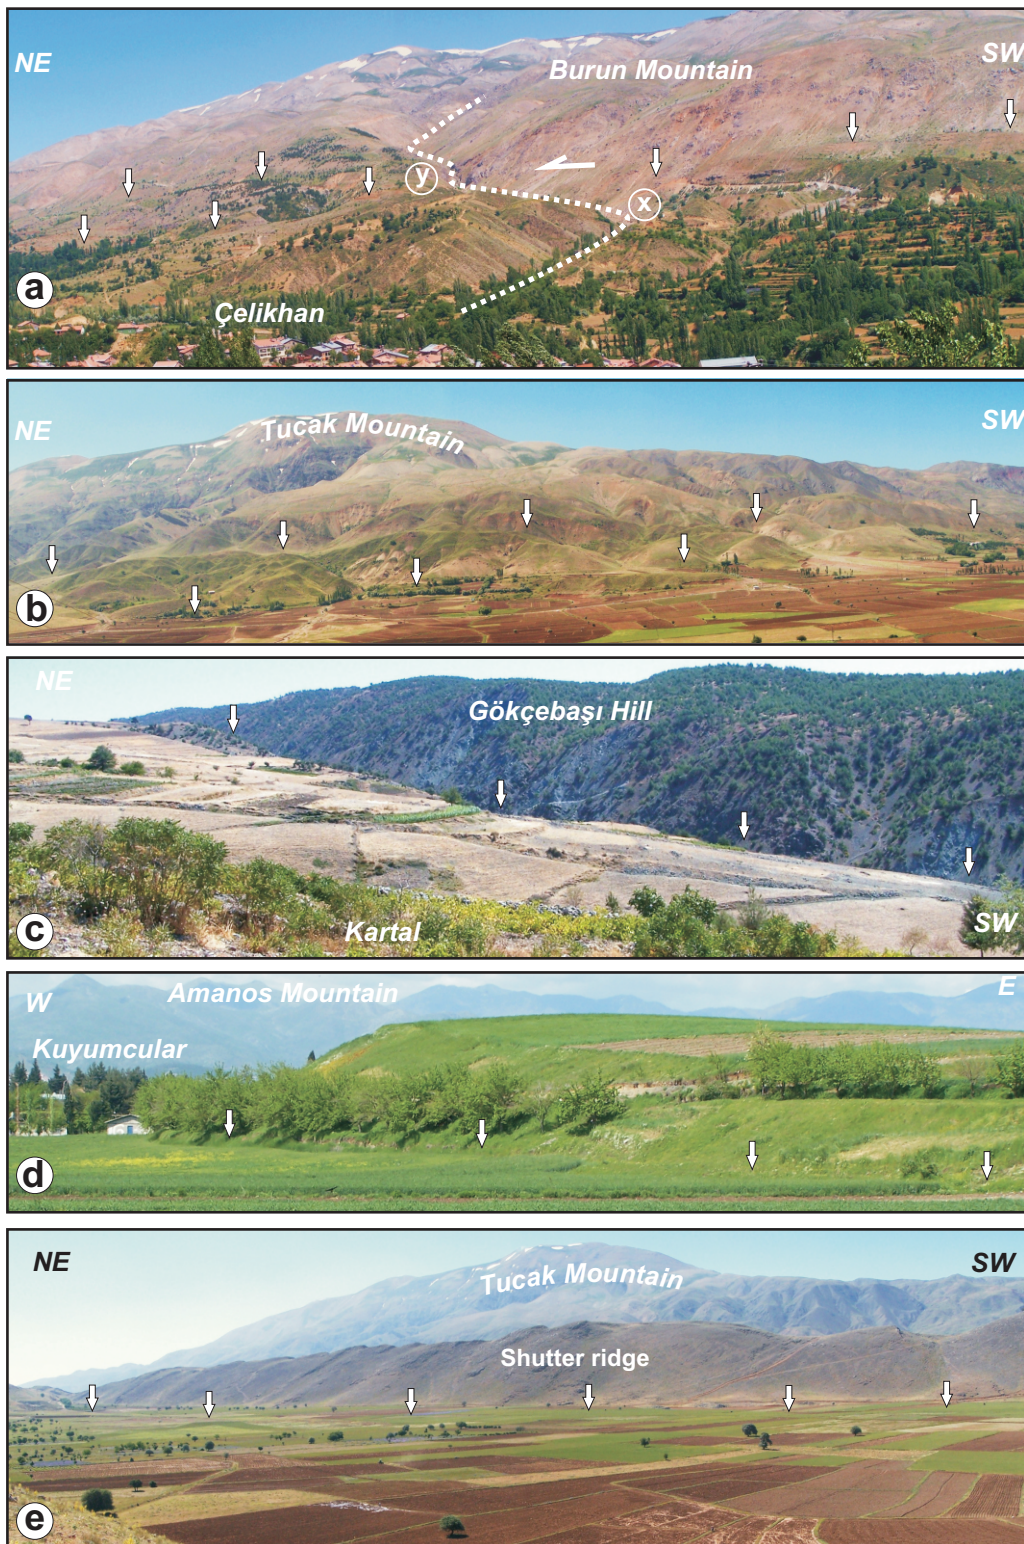 NE
SW
Burun Mountain
y
x
a
Çelikhan
NE
SW
Tucak Mountain
b
NE
Gökçebaşı Hill
c
Kartal
SW
W
Amanos Mountain
E
Kuyumcular
d
NE
SW
Tucak Mountain
Shutter ridge
e